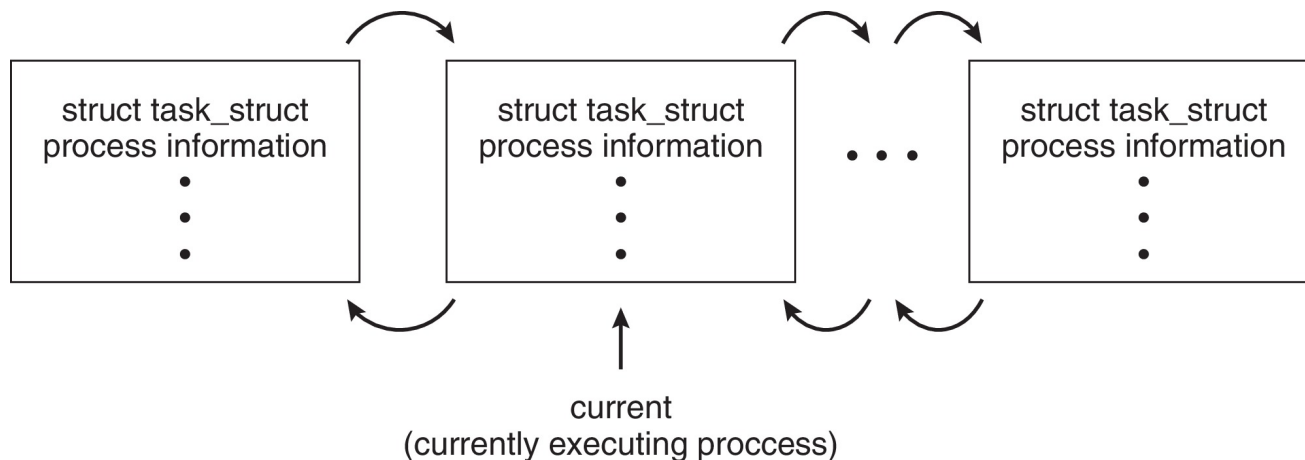 struct task_struct
process information
struct task_struct
process information
struct task_struct
process information
current
(currently executing proccess)